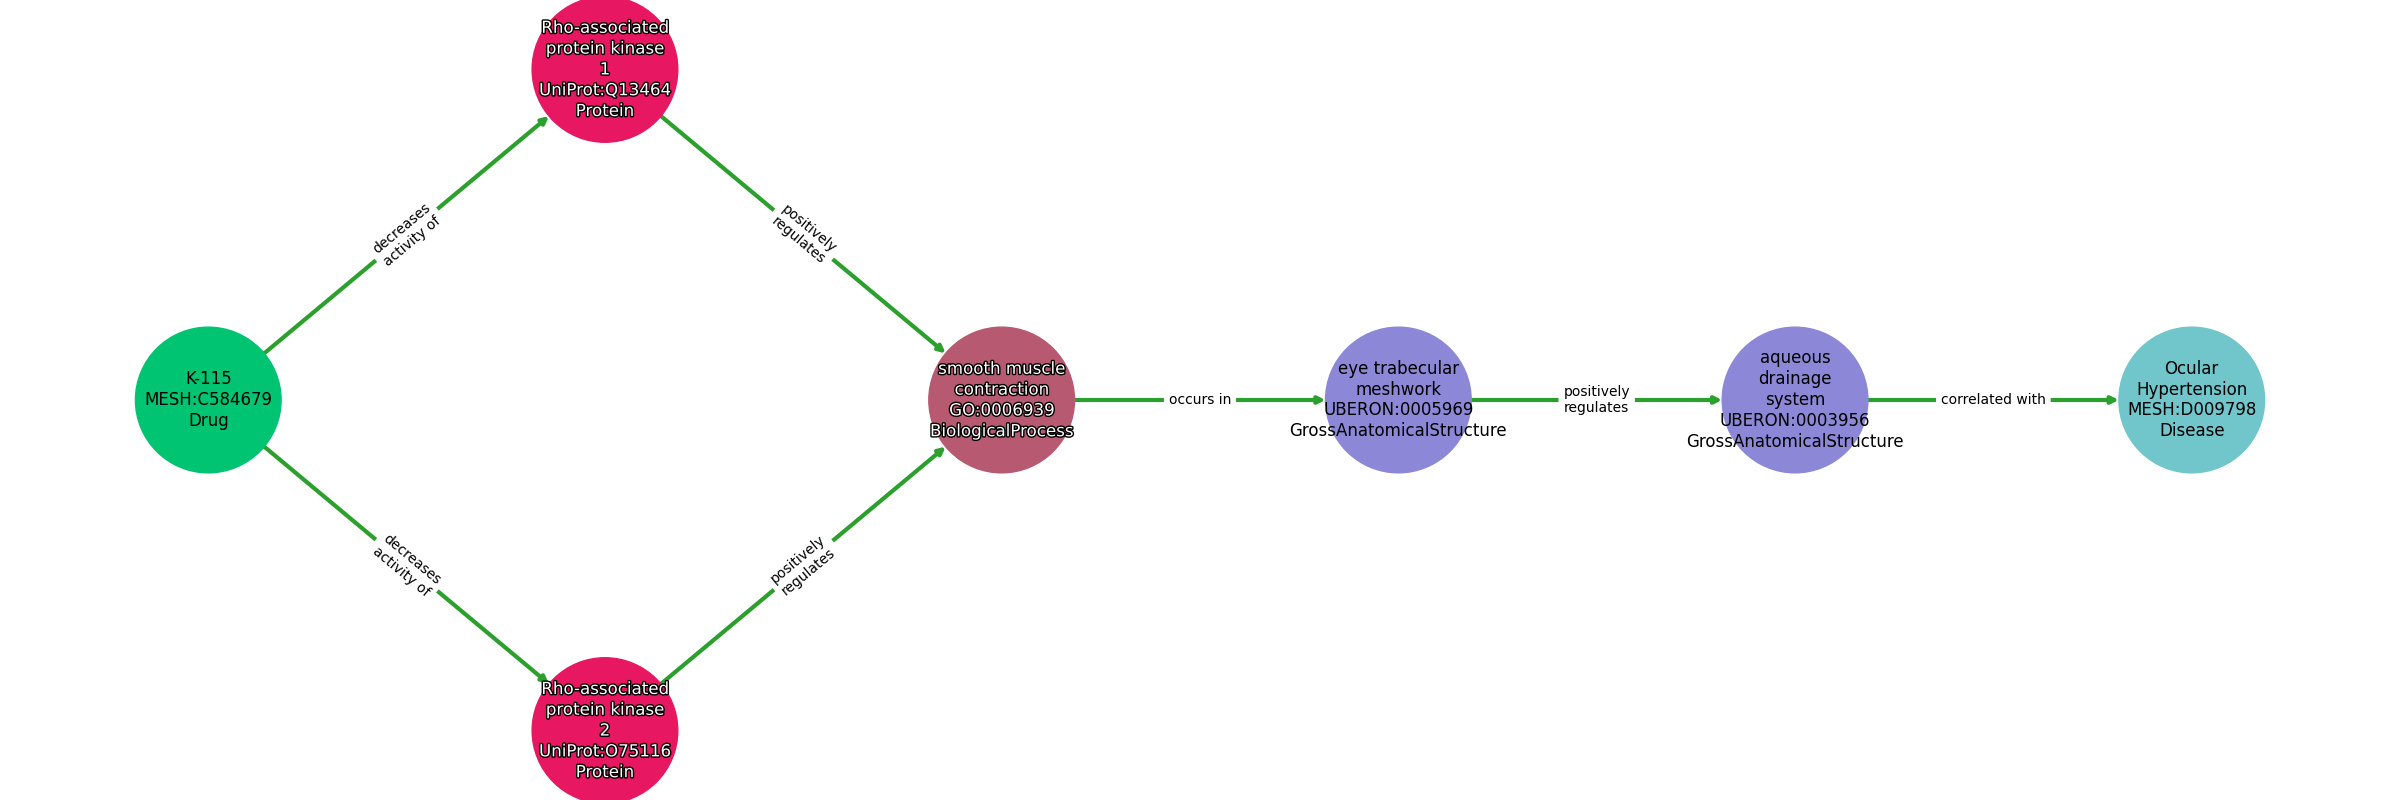 Rho-associated
protein kinase
1
UniProt:Q13464
Protein
decreases
activity of
positively
regulates
K-115
MESH:C584679
Drug
smooth muscle
contraction
GO:0006939
BiologicalProcess
occurs in
eye trabecular
meshwork
UBERON:0005969
GrossAnatomicalStructure
positively
regulates
aqueous
drainage
system
UBERON:0003956
GrossAnatomicalStructure
correlated with
Ocular
Hypertension
MESH:D009798
Disease
decreases
activity of
positively
regulates
Rho-associated
protein kinase
2
UniProt:O75116
Protein